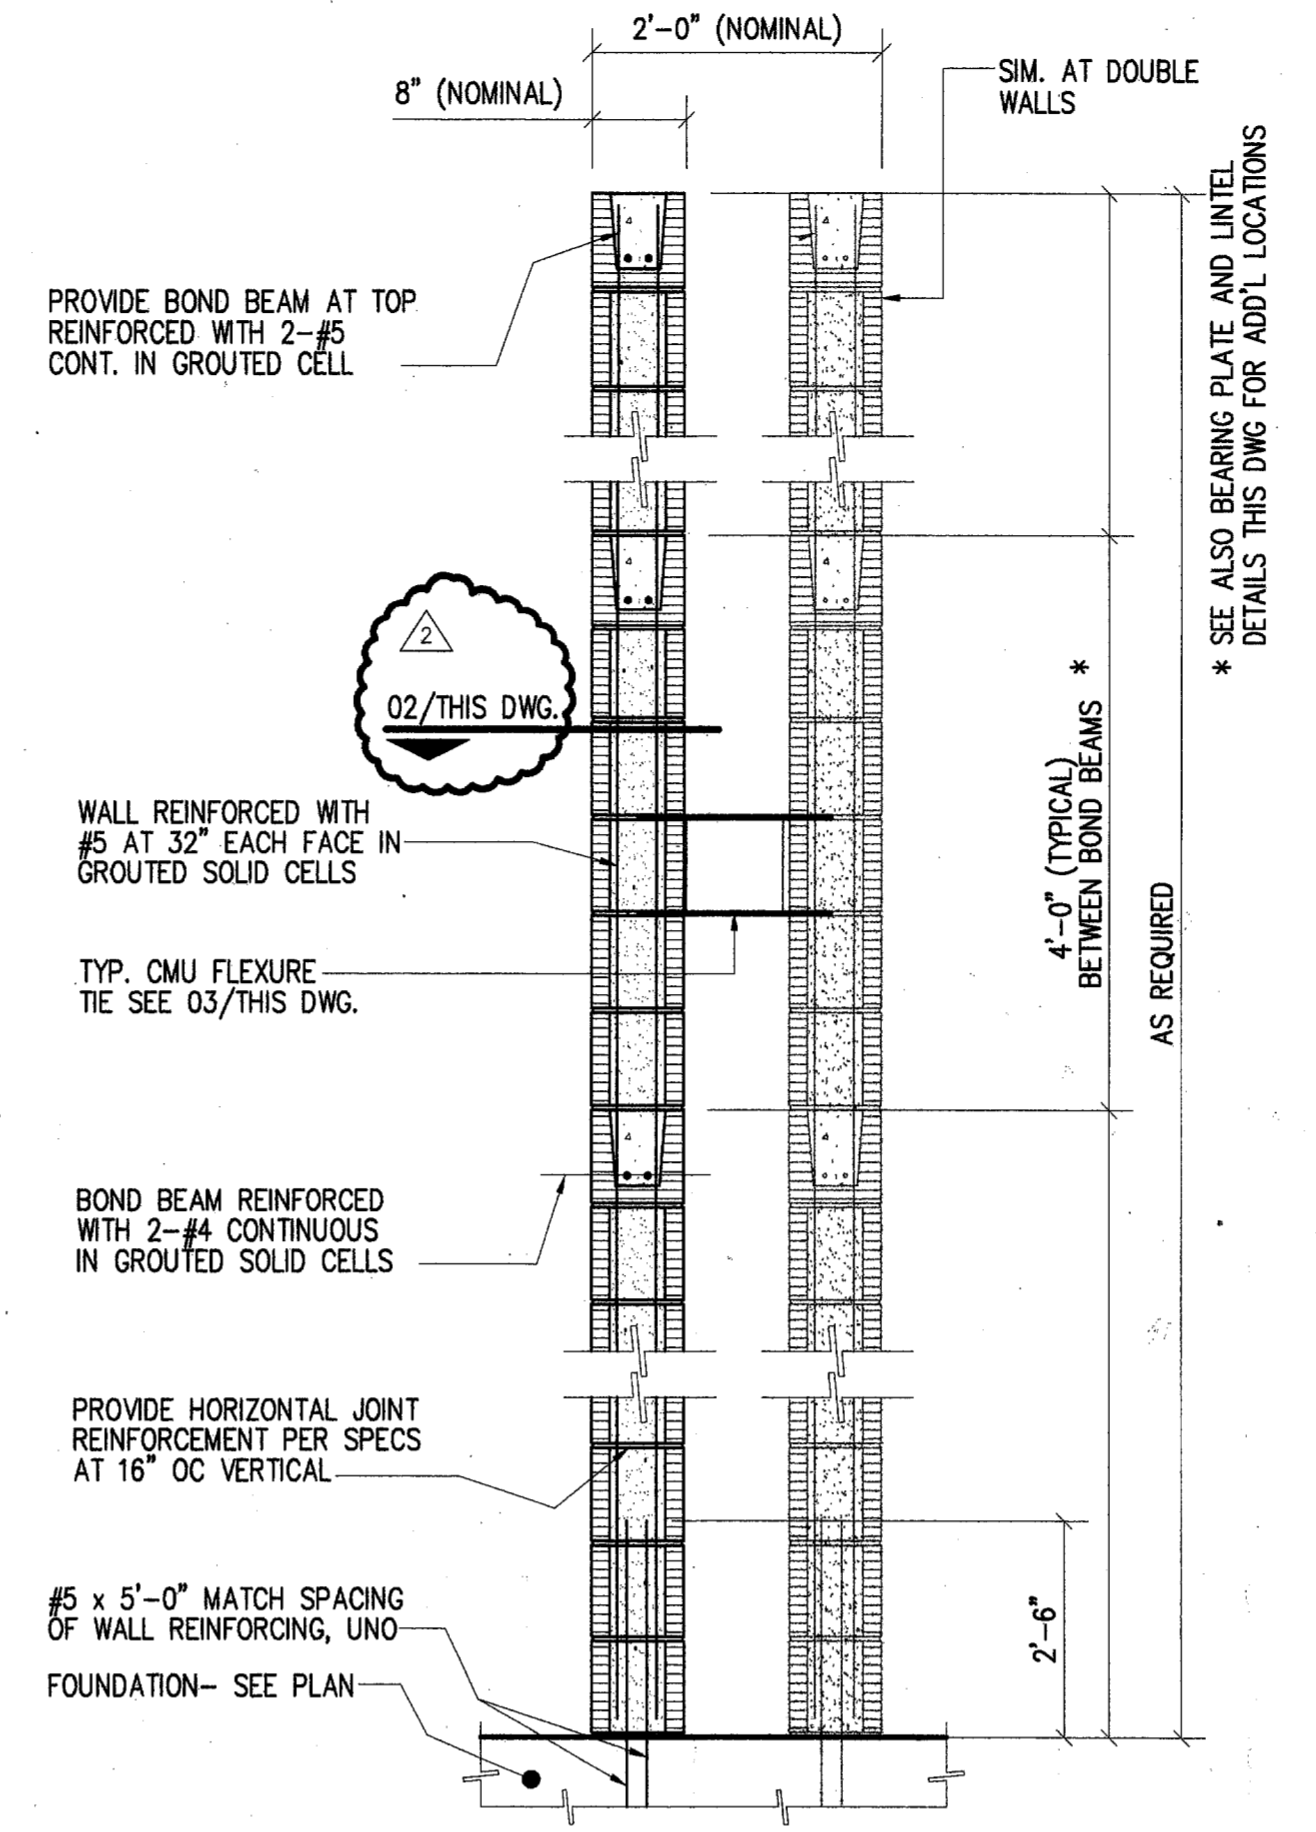 2'-0" (NOMINAL)
8" (NOMINAL)
SIM. AT DOUBLE
WALLS
* SEE ALSO BEARING PLATE AND LINTEL
DETAILS THIS DWG FOR ADD'L LOCATIONS
PROVIDE BOND BEAM AT TOP
REINFORCED WITH 2-#5
CONT. IN GROUTED CELL
2
02/THIS DWG.
WALL REINFORCED WITH
#5 AT 32" EACH FACE IN
GROUTED SOLID CELLS
4'-0" (TYPICAL)
BETWEEN BOND BEAMS *
AS REQUIRED
TYP. CMU FLEXURE
TIE SEE 03/THIS DWG.
BOND BEAM REINFORCED
WITH 2-#4 CONTINUOUS
IN GROUTED SOLID CELLS
PROVIDE HORIZONTAL JOINT
REINFORCEMENT PER SPECS
AT 16" OC VERTICAL
#5 x 5'-0" MATCH SPACING
OF WALL REINFORCING, UNO
2'-6"
FOUNDATION- SEE PLAN